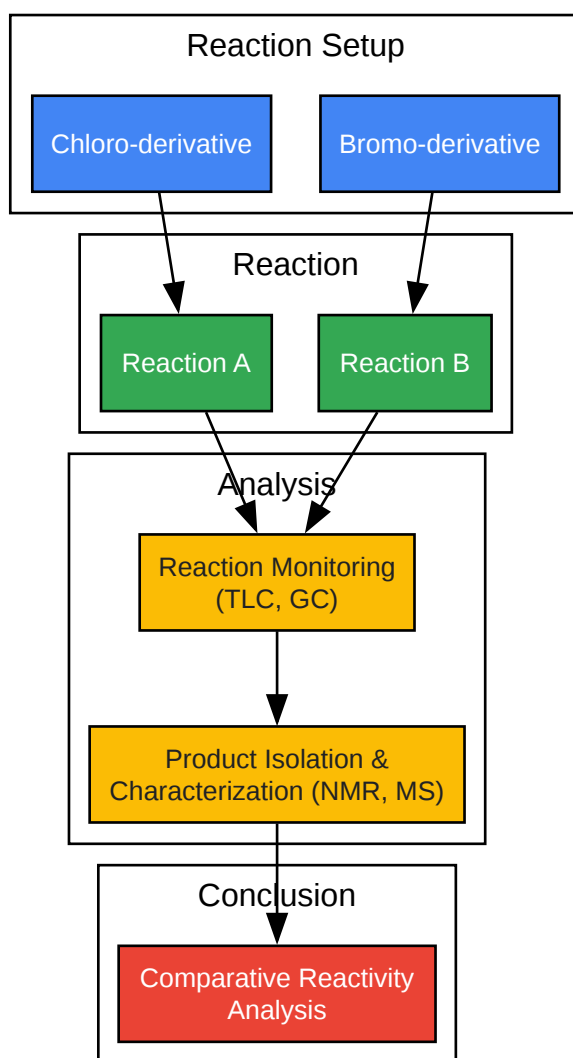 Reaction Setup
Chloro-derivative
Bromo-derivative
Reaction
Reaction A
Reaction B
Analysis
Reaction Monitoring
(TLC, GC)
Product Isolation &
Characterization (NMR, MS)
Conclusion
Comparative Reactivity
Analysis